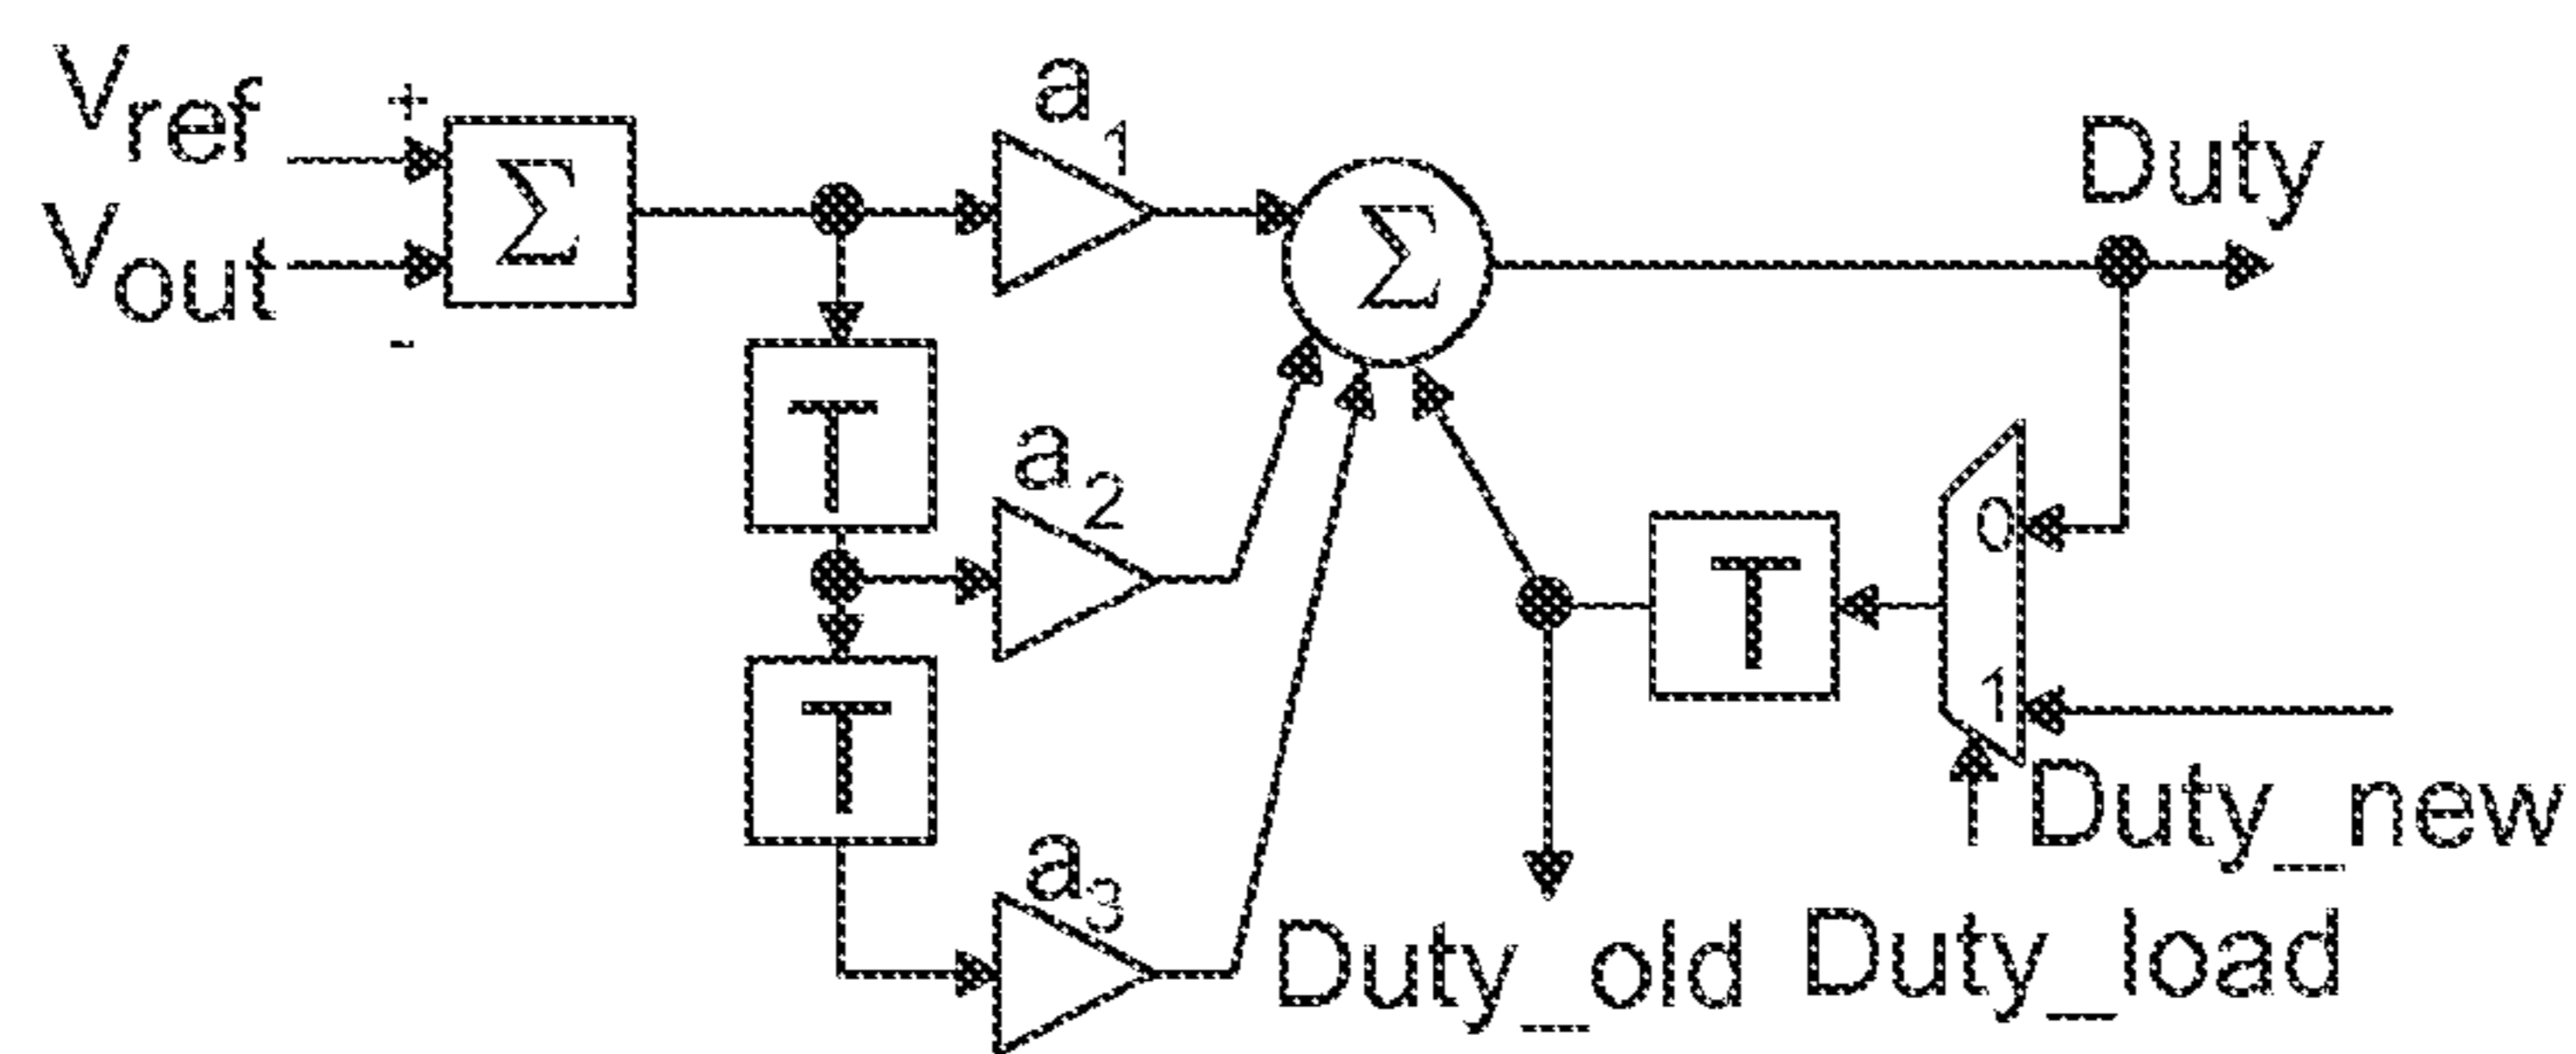 Vref
+
Vout
-
Σ
a1
Σ
Duty
T
a2
T
0
T
1
a3
Duty_new
Duty_old
Duty_load